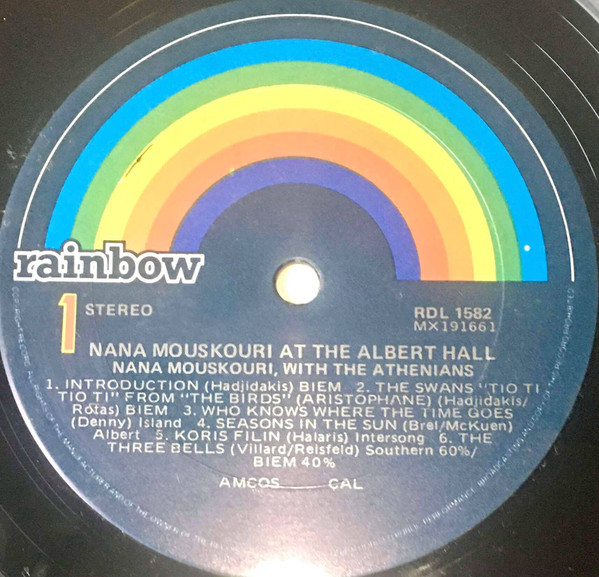 rainbow
1 STEREO
RDL 1582
MX191661
NANA MOUSKOURI AT THE ALBERT HALL
NANA MOUSKOURI, WITH THE ATHENIANS
1. INTRODUCTION (Hadjidakis) BIEM 2. THE SWANS "TIO TI
TIO TI" FROM "THE BIRDS" (ARISTOPHANE) (Hadjidakis/
Rótas) BIEM 3. WHO KNOWS WHERE THE TIME GOES
(Denny) Island 4. SEASONS IN THE SUN (Brel/McKuen)
Albert 5. KORIS FILIN (Halaris) Intersong 6. THE
THREE BELLS (Villard/Reisfeld) Southern 60%/
BIEM 40%
AMCOS CAL